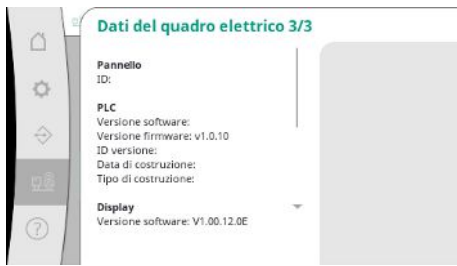 Dati del quadro elettrico 3/3
Pannello
ID:
PLC
Versione software:
Versione firmware: v1.0.10
ID versione:
Data di costruzione:
Tipo di costruzione:
Display
Versione software: V1.00.12.0E
?